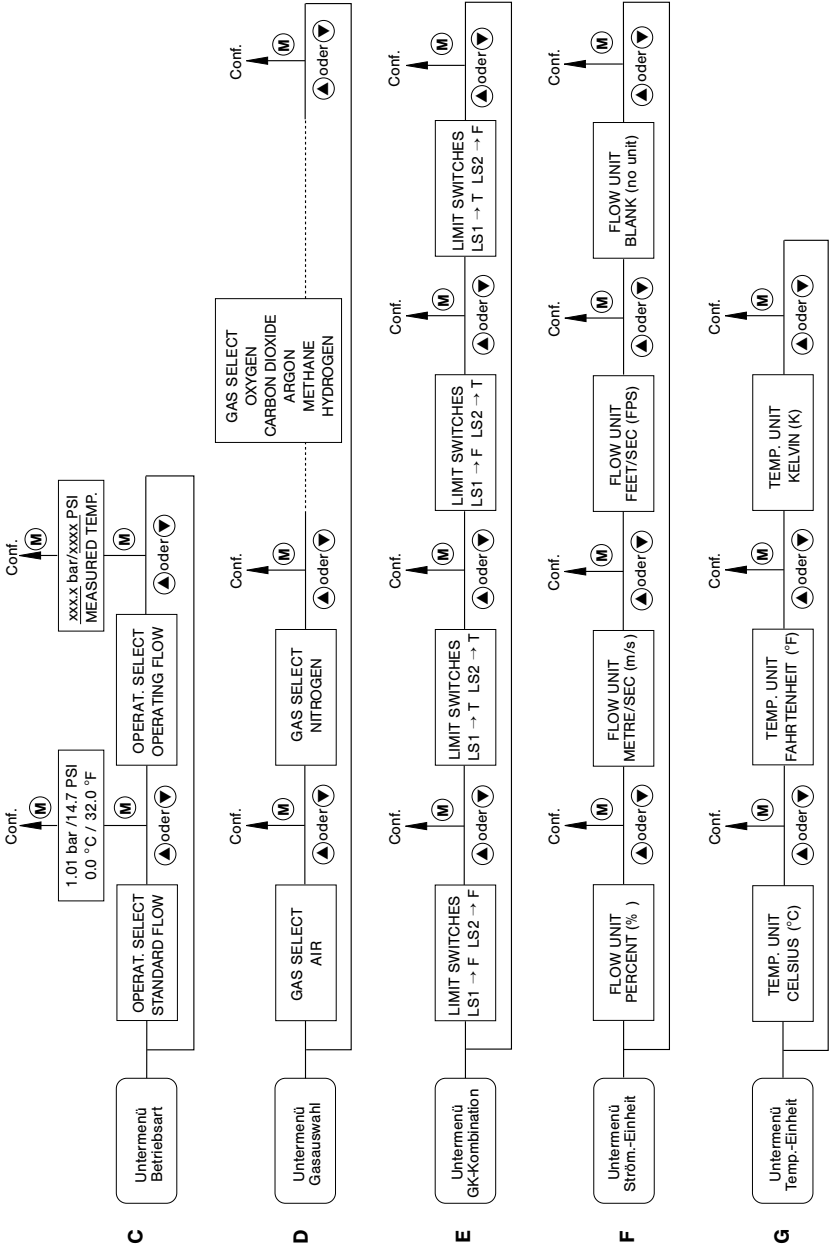 C
Untermenü
Betriebsart
OPERAT. SELECT
STANDARD FLOW
oder
M
1.01 bar /14.7 PSI
0.0 °C / 32.0 °F
M
Conf.
OPERAT. SELECT
OPERATING FLOW
oder
M
xxx.x bar/xxxx PSI
MEASURED TEMP.
M
Conf.
D
Untermenü
Gasauswahl
GAS SELECT
AIR
oder
M
Conf.
GAS SELECT
NITROGEN
oder
M
Conf.
GAS SELECT
OXYGEN
CARBON DIOXIDE
ARGON
METHANE
HYDROGEN
oder
M
Conf.
E
Untermenü
GK-Kombination
LIMIT SWITCHES
LS1 → F LS2 → F
oder
M
Conf.
LIMIT SWITCHES
LS1 → T LS2 → T
oder
M
Conf.
LIMIT SWITCHES
LS1 → F LS2 → T
oder
M
Conf.
LIMIT SWITCHES
LS1 → T LS2 → F
oder
M
Conf.
F
Untermenü
Ström.-Einheit
FLOW UNIT
PERCENT (% )
oder
M
Conf.
FLOW UNIT
METRE/SEC (m/s)
oder
M
Conf.
FLOW UNIT
FEET/SEC (FPS)
oder
M
Conf.
FLOW UNIT
BLANK (no unit)
oder
M
Conf.
G
Untermenü
Temp.-Einheit
TEMP. UNIT
CELSIUS (°C)
oder
M
Conf.
TEMP. UNIT
FAHRTENHEIT (°F)
oder
M
Conf.
TEMP. UNIT
KELVIN (K)
oder
M
Conf.